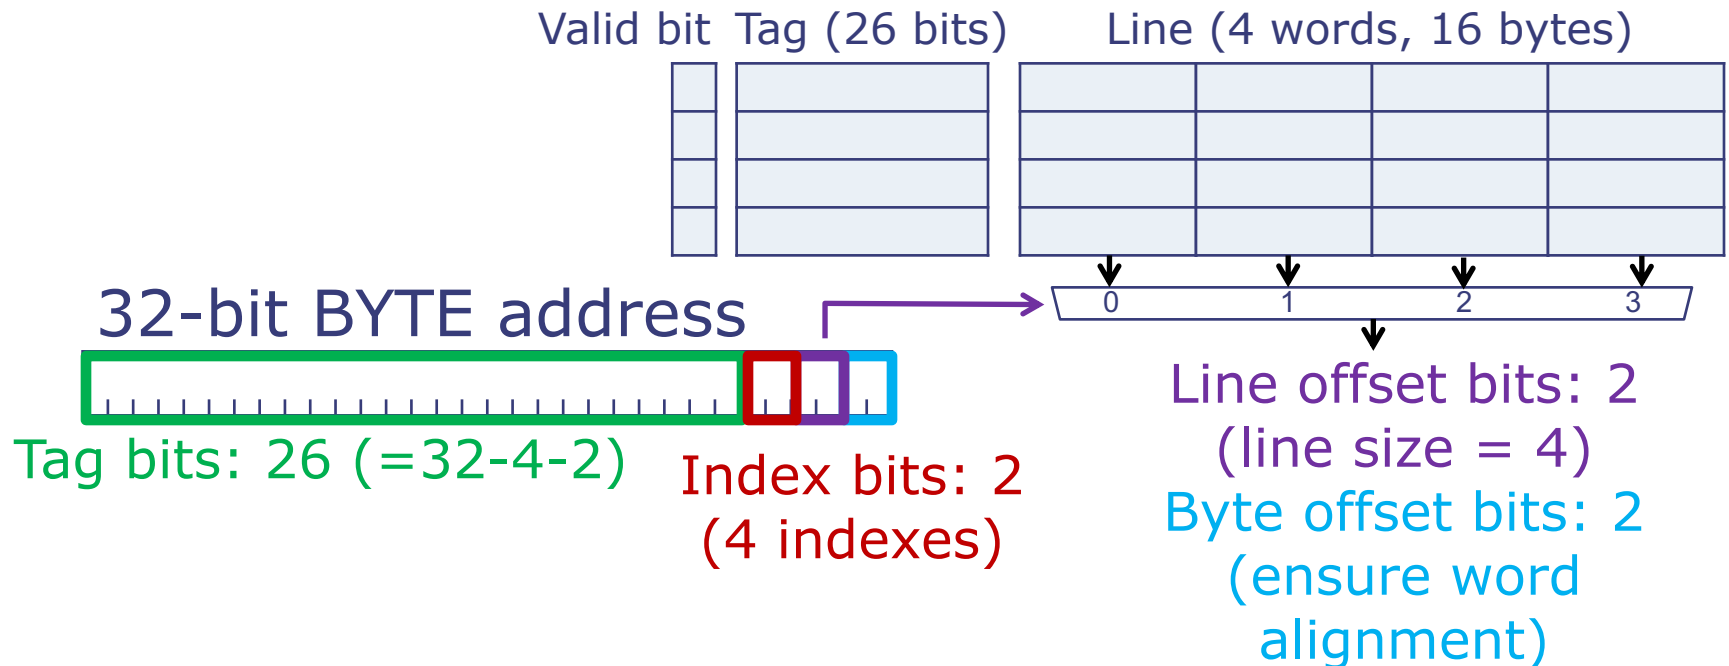 Valid bit Tag (26 bits) Line (4 words, 16 bytes)
32-bit BYTE address
0 1 2 3
Tag bits: 26 (=32-4-2)
Index bits: 2
(4 indexes)
Line offset bits: 2
(line size = 4)
Byte offset bits: 2
(ensure word
alignment)